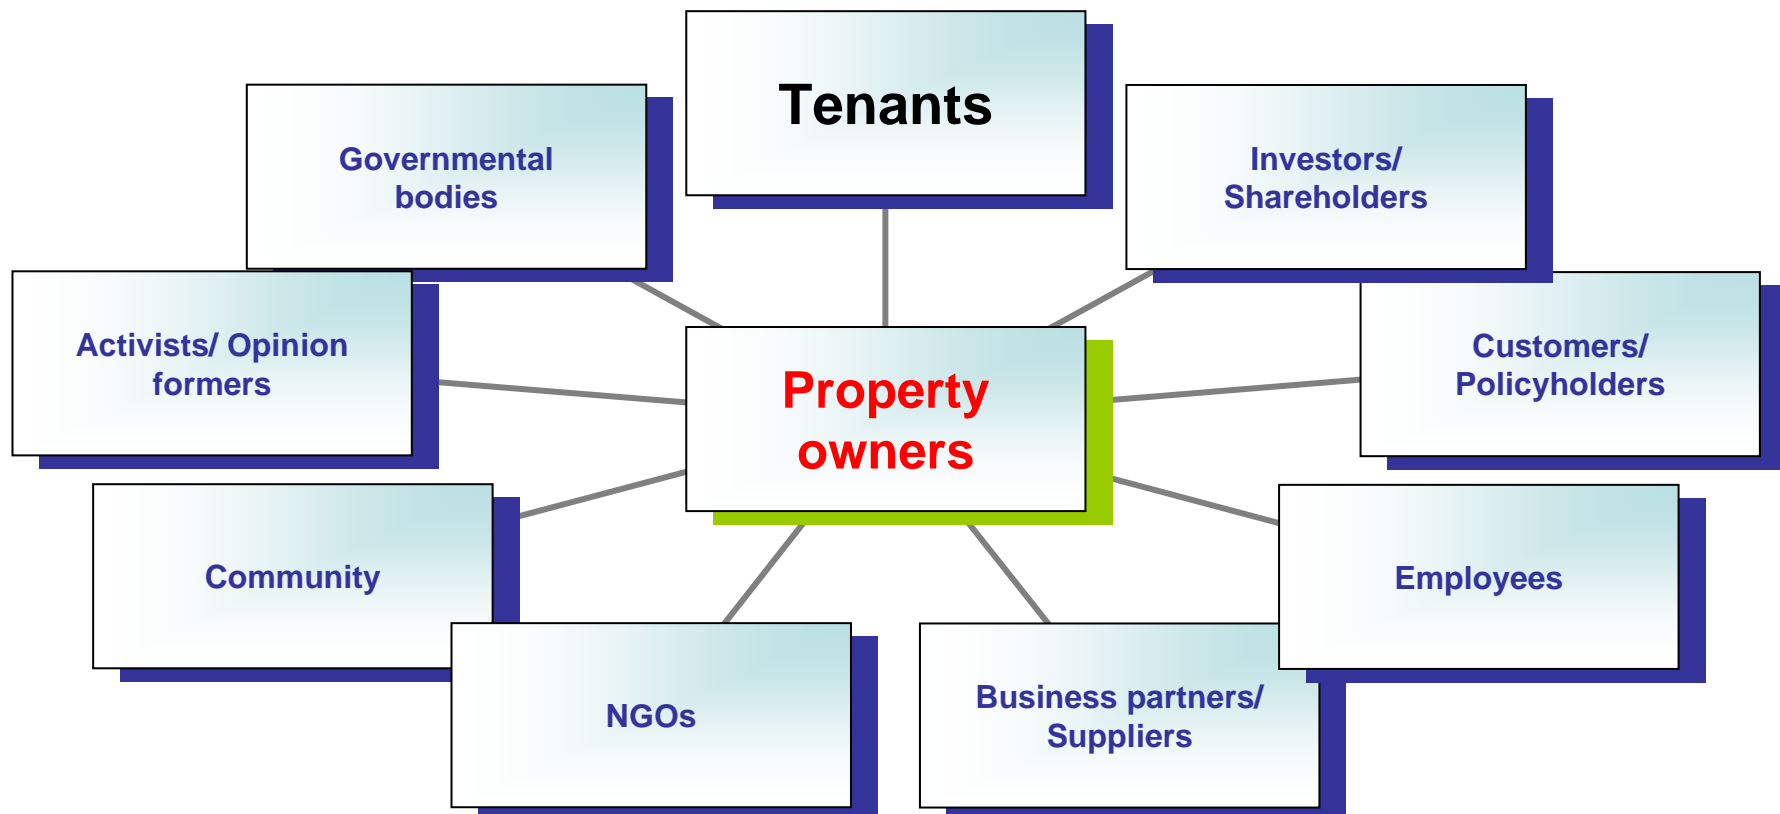 Tenants
Governmental
bodies
Investors/
Shareholders
Activists/ Opinion
formers
Customers/
Policyholders
Property
owners
Community
Employees
NGOs
Business partners/
Suppliers